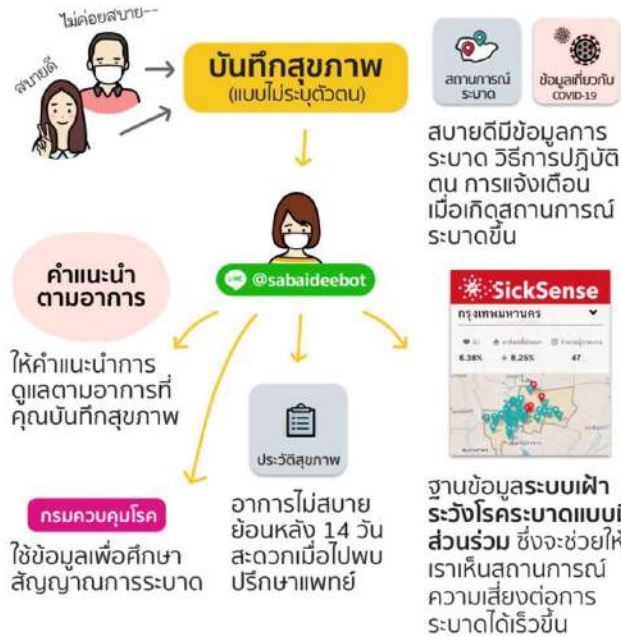 ไม่ค่อยสบาย~~
สบายดี
บันทึกสุขภาพ
(แบบไม่ระบุตัวตน)
สถานการณ์
ระบาด
ข้อมูลเกี่ยวกับ
COVID-19
สบายดีมีข้อมูลการ
ระบาด วิธีการปฏิบัติ
ตน การแจ้งเตือน
เมื่อเกิดสถานการณ์
ระบาดขึ้น
LINE @sabaideebot
คำแนะนำ
ตามอาการ
ให้คำแนะนำการ
ดูแลตามอาการที่
คุณบันทึกสุขภาพ
กรมควบคุมโรค
ใช้ข้อมูลเพื่อศึกษา
สัญญาณการระบาด
ประวัติสุขภาพ
อาการไม่สบาย
ย้อนหลัง 14 วัน
สะดวกเมื่อไปพบ
ปรึกษาแพทย์
SickSense
กรุงเทพมหานคร
ILI
6.38% 8.25% 47
ฐานข้อมูลระบบเฝ้า
ระวังโรคระบาดแบบมี
ส่วนร่วม ซึ่งจะช่วยให้
เราเห็นสถานการณ์
ความเสี่ยงต่อการ
ระบาดได้เร็วขึ้น